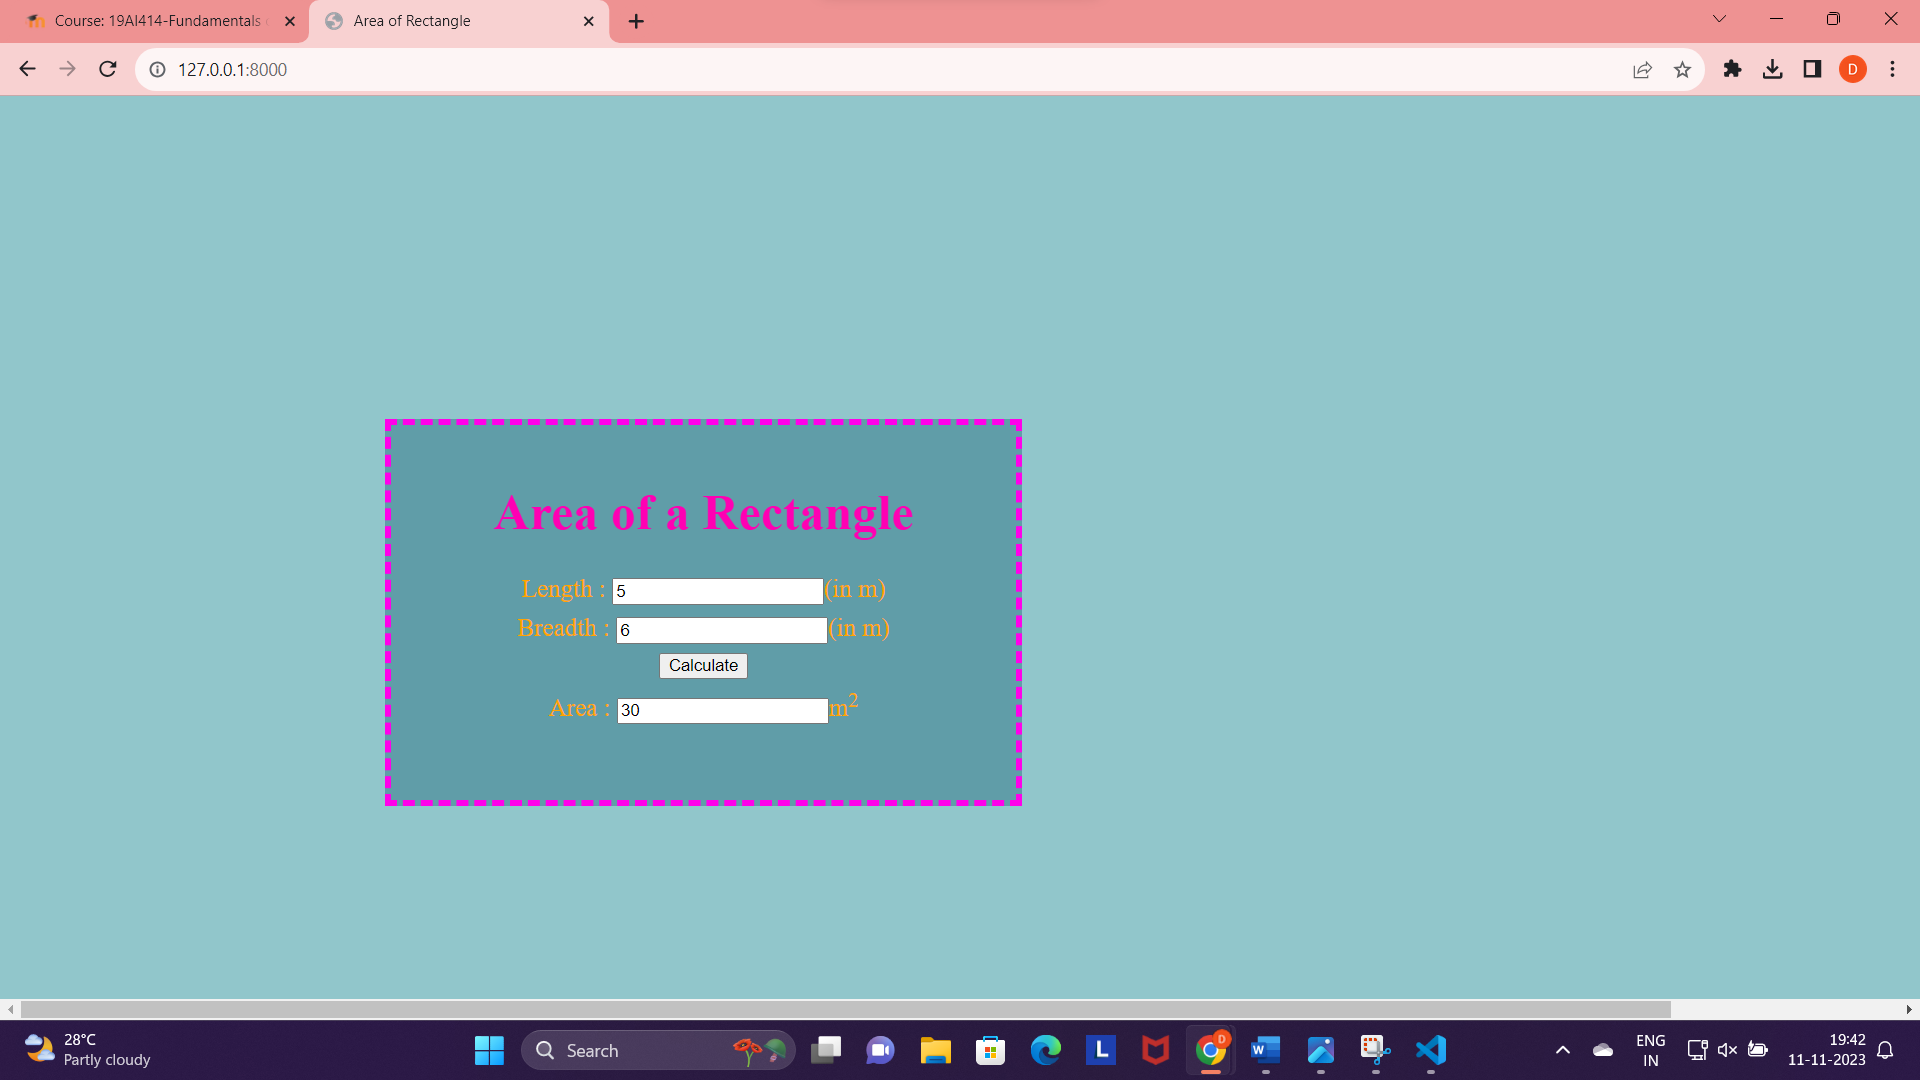 Course: 19AI414-Fundamentals
Area of Rectangle
127.0.0.1:8000
D
Area of a Rectangle
Length : 5 (in m)
Breadth : 6 (in m)
Calculate
Area : 30 m2
28°C
Partly cloudy
Search
L
D
W
ENG
IN
19:42
11-11-2023